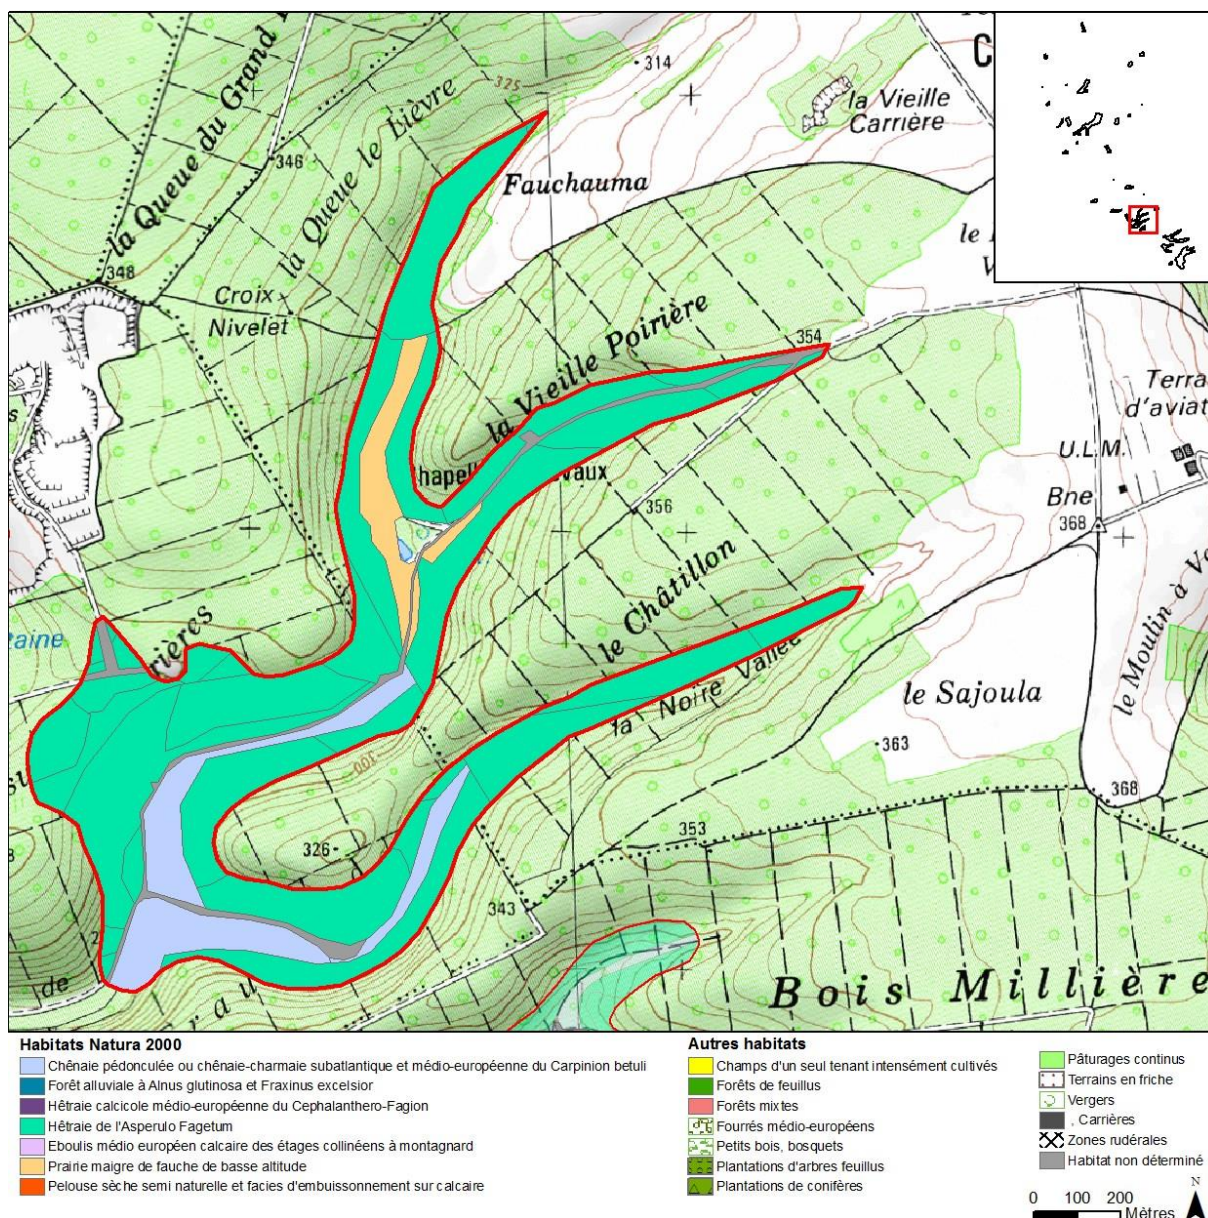 la Queue du Grand
la Queue le Lièvre
325
314
la Vieille
Carrière
346
Fauchauma
348
Croix
Nivelet
la Vieille Poirière
354
Terra
d'aviat
U.L.M.
Bne
368
hapel
vaux
356
le Châtillon
taine
rières
la Noire Vallée
le Sajoula
le Moulin à V
363
368
326
353
343
de
Bois Millière
Habitats Natura 2000
Chênaie pédonculée ou chênaie-charmaie subatlantique et médio-européenne du Carpinion betuli
Forêt alluviale à Alnus glutinosa et Fraxinus excelsior
Hêtraie calcicole médio-européenne du Cephalanthero-Fagion
Hêtraie de l'Asperulo Fagetum
Eboulis médio européen calcaire des étages collinéens à montagnard
Prairie maigre de fauche de basse altitude
Pelouse sèche semi naturelle et facies d'embuissonnement sur calcaire
Autres habitats
Champs d'un seul tenant intensément cultivés
Forêts de feuillus
Forêts mixtes
Fourrés médio-européens
Petits bois, bosquets
Plantations d'arbres feuillus
Plantations de conifères
Pâturages continus
Terrains en friche
Vergers
, Carrières
Zones rudérales
Habitat non déterminé
N
0 100 200
Mètres